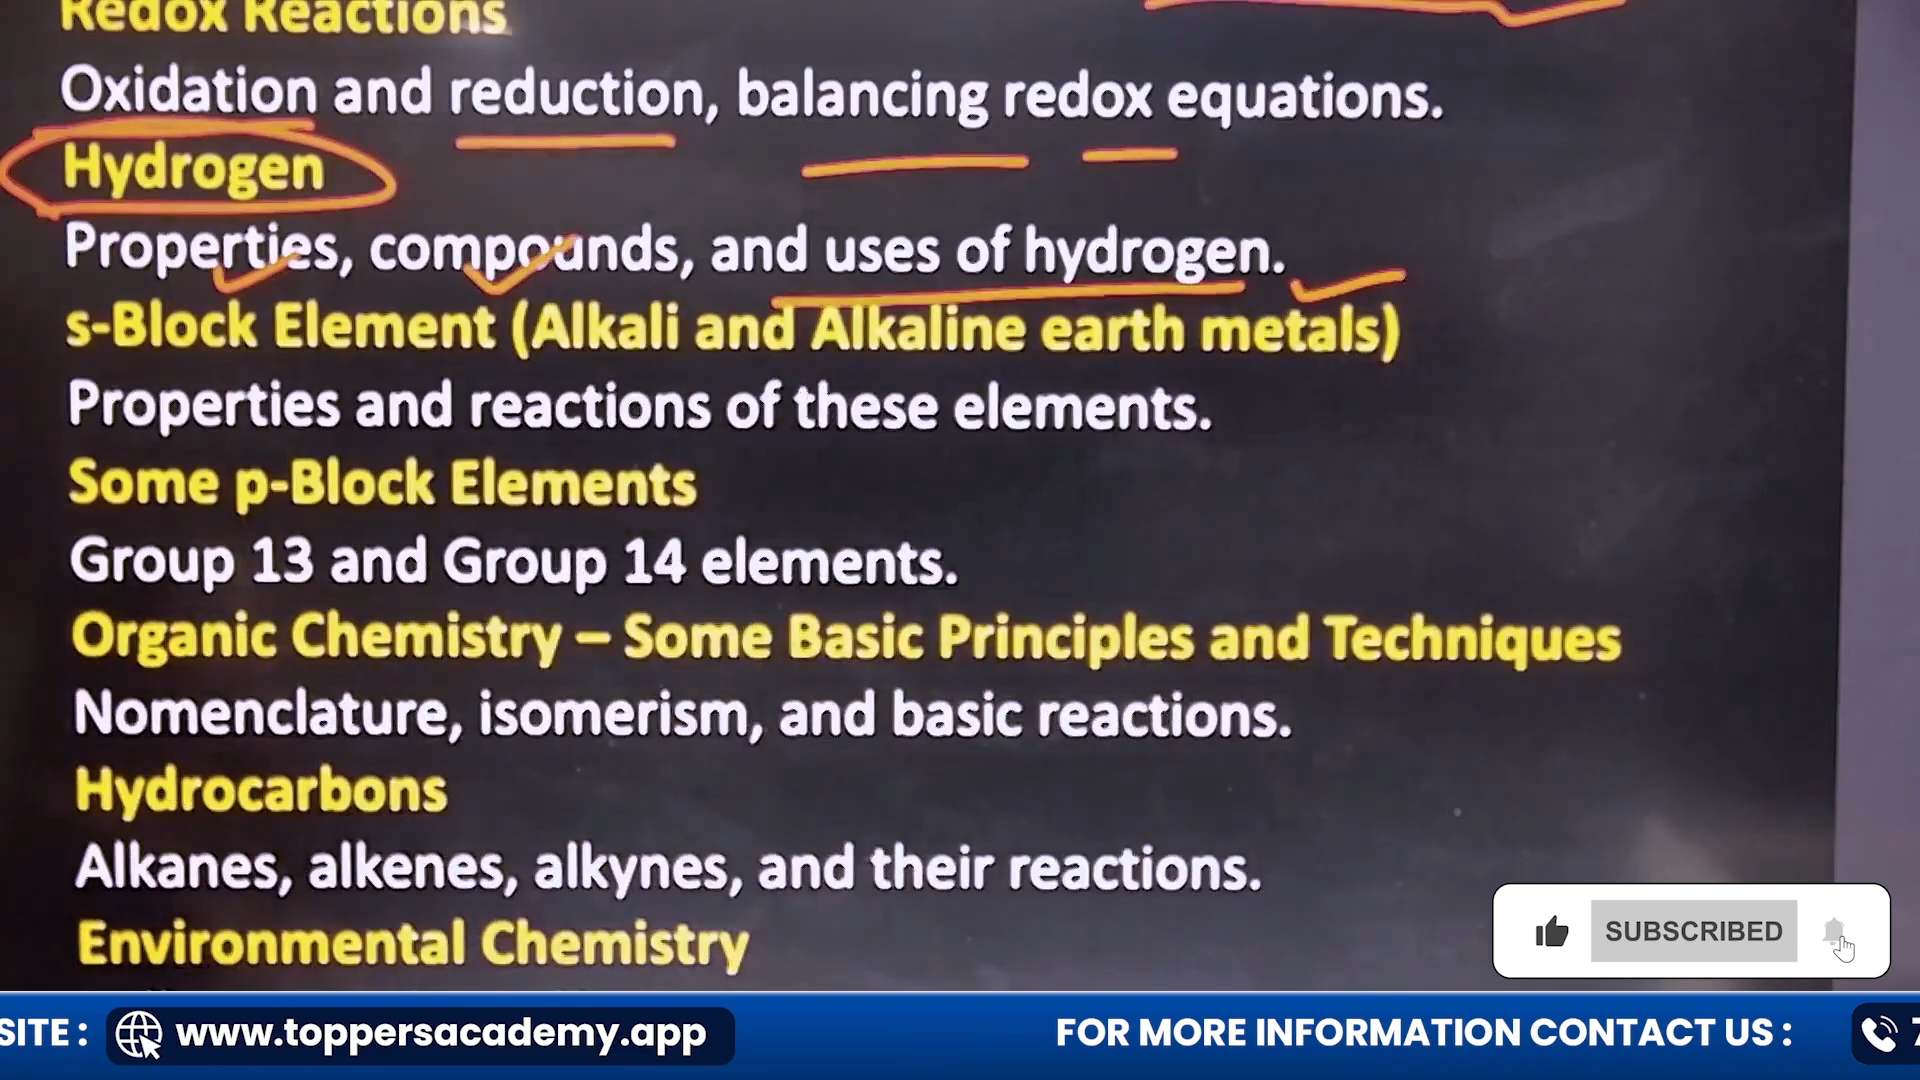 Redox Reactions
Oxidation and reduction, balancing redox equations.
Hydrogen
Properties, compounds, and uses of hydrogen.
s-Block Element (Alkali and Alkaline earth metals)
Properties and reactions of these elements.
Some p-Block Elements
Group 13 and Group 14 elements.
Organic Chemistry – Some Basic Principles and Techniques
Nomenclature, isomerism, and basic reactions.
Hydrocarbons
Alkanes, alkenes, alkynes, and their reactions.
Environmental Chemistry
SUBSCRIBED
SITE : www.toppersacademy.app FOR MORE INFORMATION CONTACT US : 7